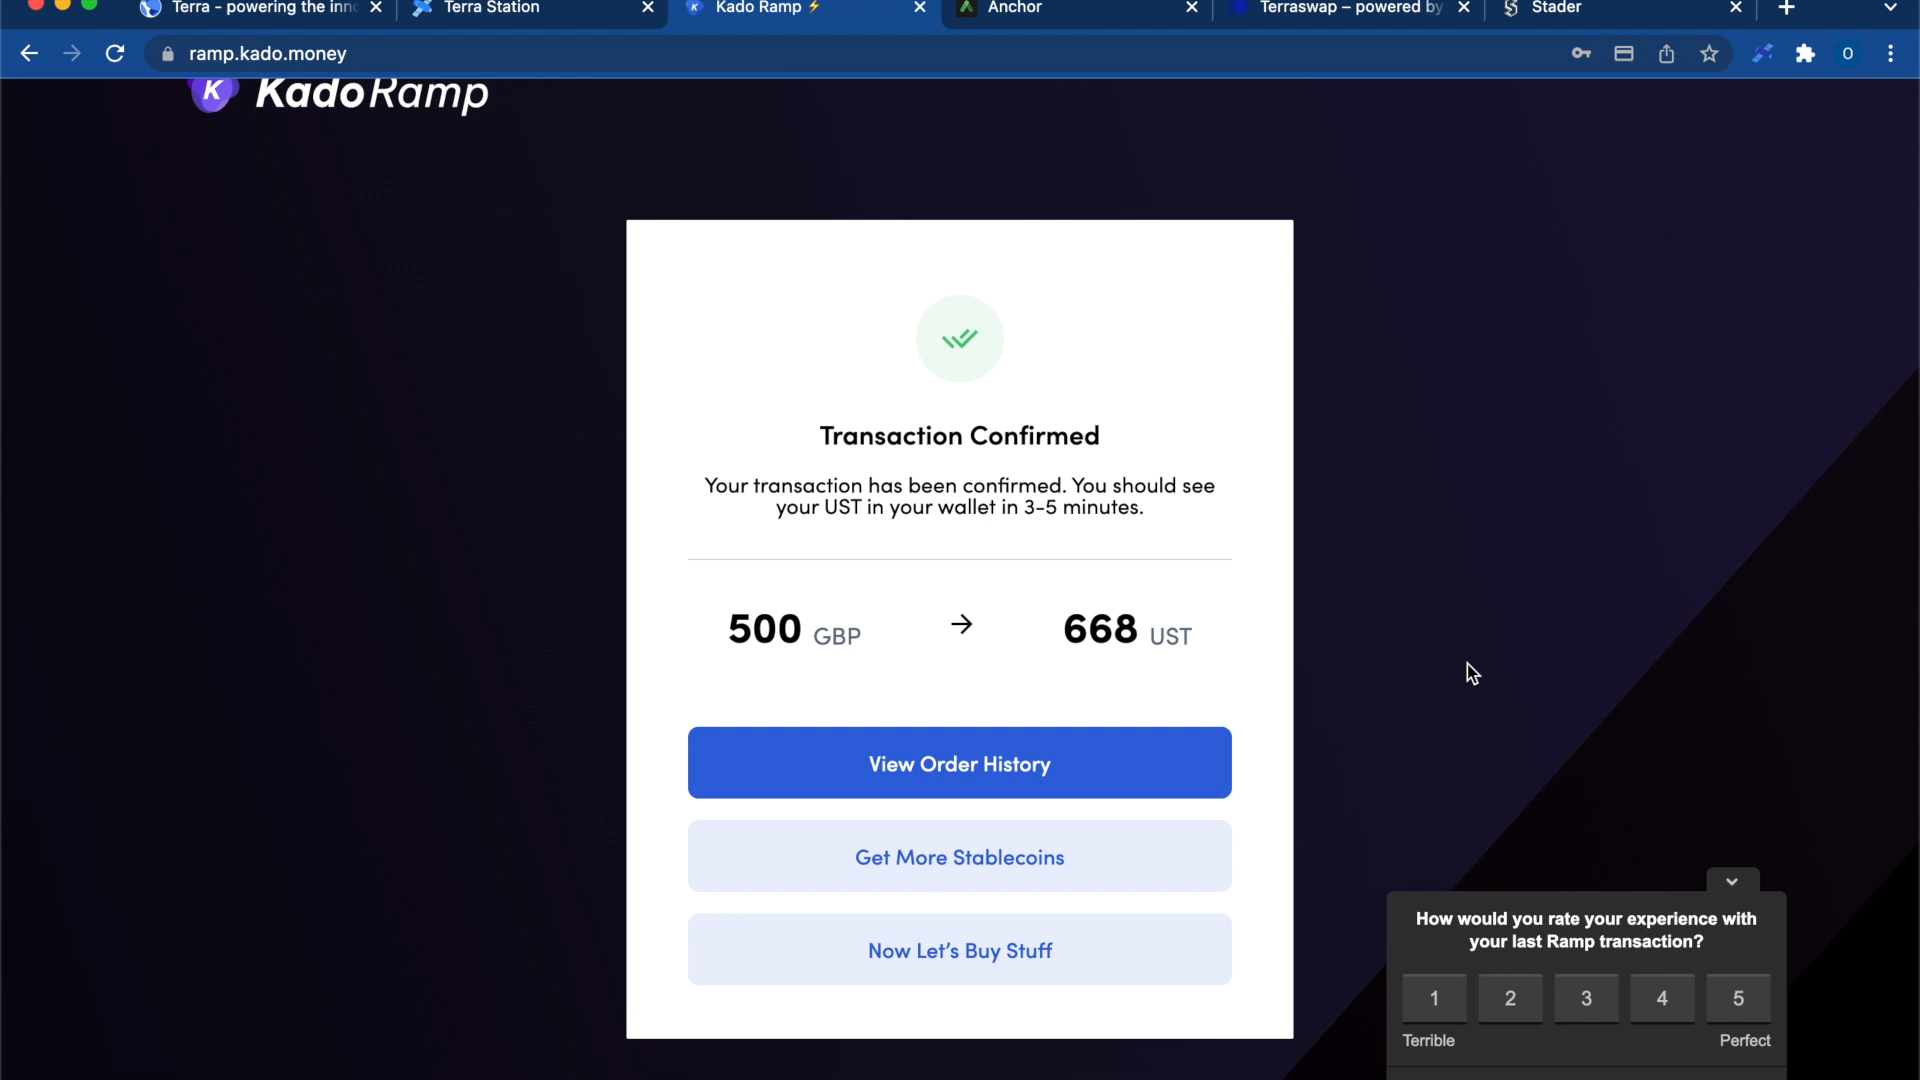 Terra - powering the inn
Terra Station
Kado Ramp⚡
Anchor
Terraswap – powered by
Stader
ramp.kado.money
O
K
Kado Ramp
Transaction Confirmed
Your transaction has been confirmed. You should see
your UST in your wallet in 3-5 minutes.
500 GBP → 668 UST
View Order History
Get More Stablecoins
Now Let's Buy Stuff
How would you rate your experience with
your last Ramp transaction?
1 2 3 4 5
Terrible Perfect